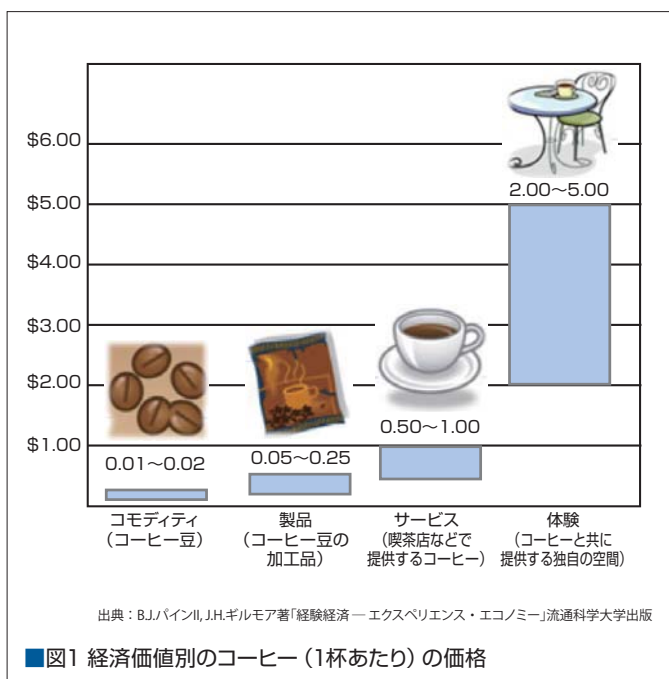 $6.00
$5.00
$4.00
$3.00
$2.00
$1.00
2.00～5.00
0.50～1.00
0.05～0.25
0.01～0.02
コモディティ
（コーヒー豆）
製品
（コーヒー豆の
加工品）
サービス
（喫茶店などで
提供するコーヒー）
体験
（コーヒーと共に
提供する独自の空間）
出典：B.J.パインII, J.H.ギルモア著「経験経済 ― エクスペリエンス・エコノミー」流通科学大学出版
■図1 経済価値別のコーヒー（1杯あたり）の価格